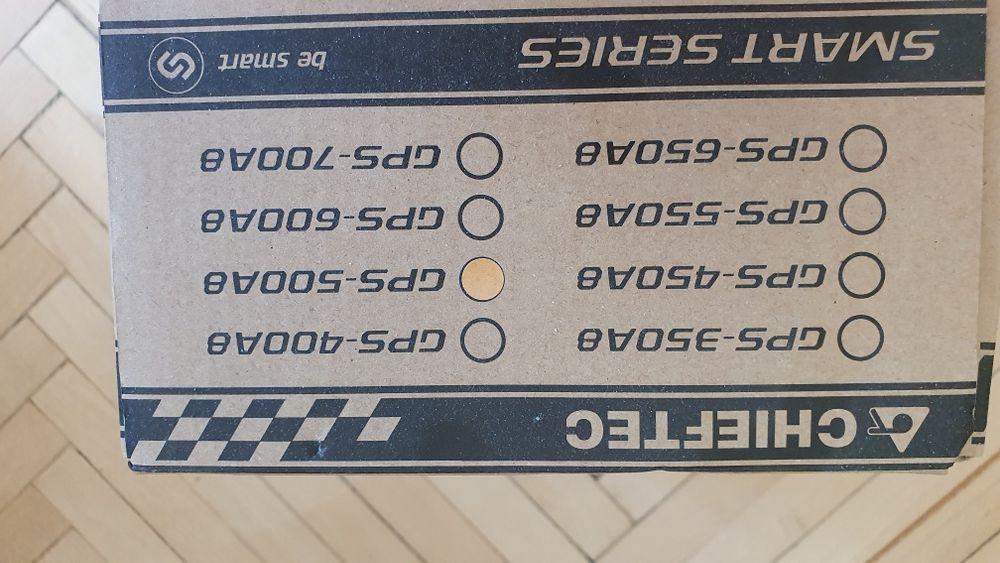 CHIEFTEC
GPS-350A8 GPS-400A8
GPS-450A8 GPS-500A8
GPS-550A8 GPS-600A8
GPS-650A8 GPS-700A8
SMART SERIES be smart